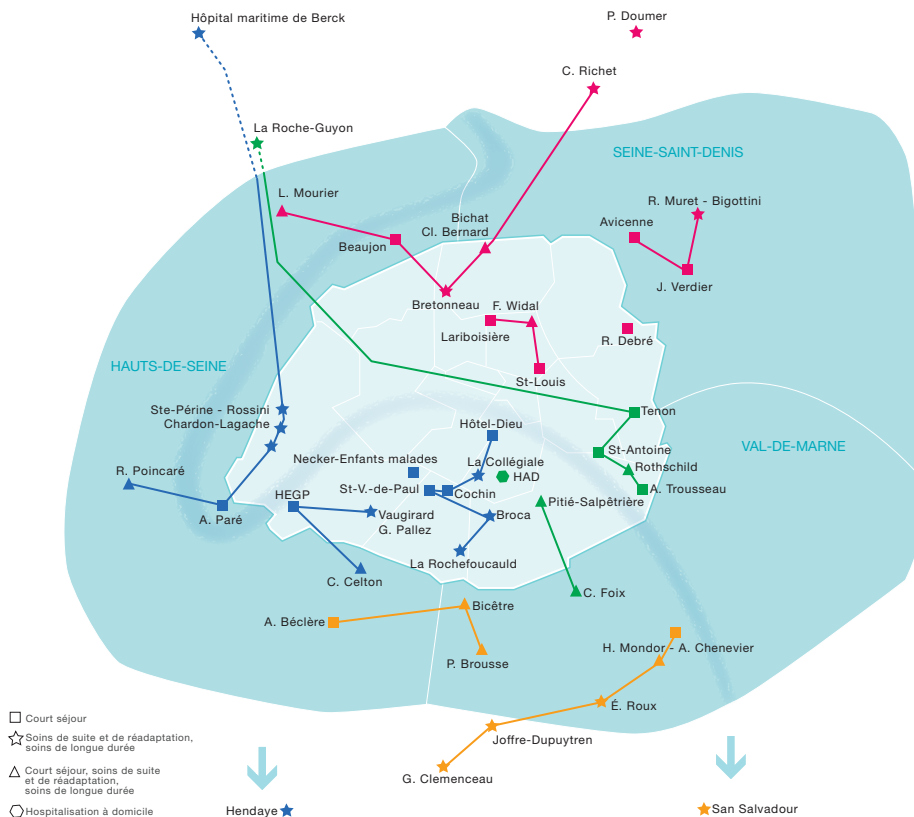 Hôpital maritime de Berck
P. Doumer
C. Richet
La Roche-Guyon
SEINE-SAINT-DENIS
L. Mourier
R. Muret - Bigottini
Bichat
Cl. Bernard
Avicenne
Beaujon
J. Verdier
Bretonneau
F. Widal
Lariboisière
R. Debré
HAUTS-DE-SEINE
St-Louis
Ste-Périne - Rossini
Chardon-Lagache
Tenon
Hôtel-Dieu
VAL-DE-MARNE
St-Antoine
Necker-Enfants malades
La Collégiale
Rothschild
R. Poincaré
HAD
St-V.-de-Paul
Cochin
A. Trousseau
HEGP
Pitié-Salpêtrière
A. Paré
Vaugirard
G. Pallez
Broca
La Rochefoucauld
C. Celton
C. Foix
Bicêtre
A. Béclère
H. Mondor - A. Chenevier
P. Brousse
É. Roux
Joffre-Dupuytren
G. Clemenceau
Court séjour
Soins de suite et de réadaptation,
soins de longue durée
Court séjour, soins de suite
et de réadaptation,
soins de longue durée
Hospitalisation à domicile
Hendaye
San Salvadour